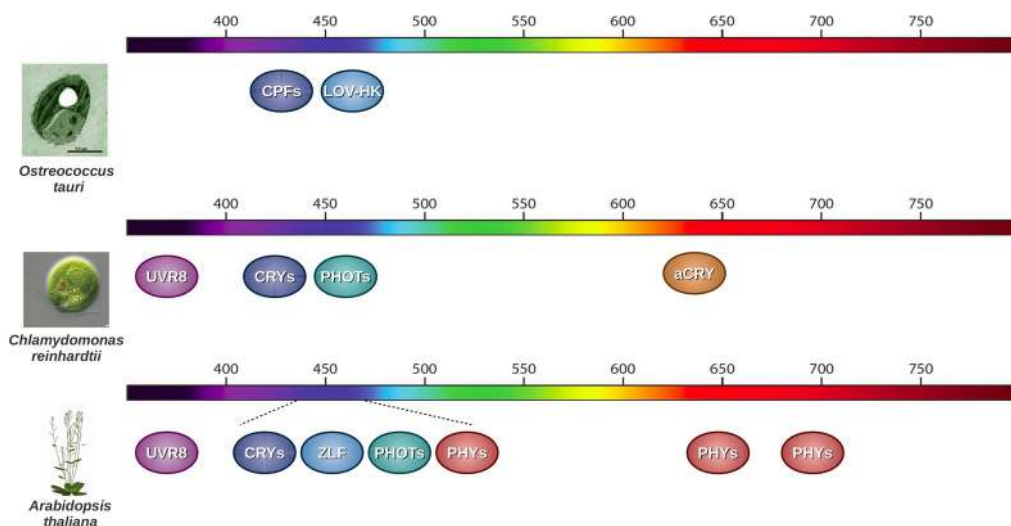 400 450 500 550 600 650 700 750
CPFs LOV-HK
Ostreococcus
tauri
400 450 500 550 600 650 700 750
UVR8 CRYs PHOTs aCRY
Chlamydomonas
reinhardtii
400 450 500 550 600 650 700 750
UVR8 CRYs ZLF PHOTs PHYs PHYs PHYs
Arabidopsis
thaliana